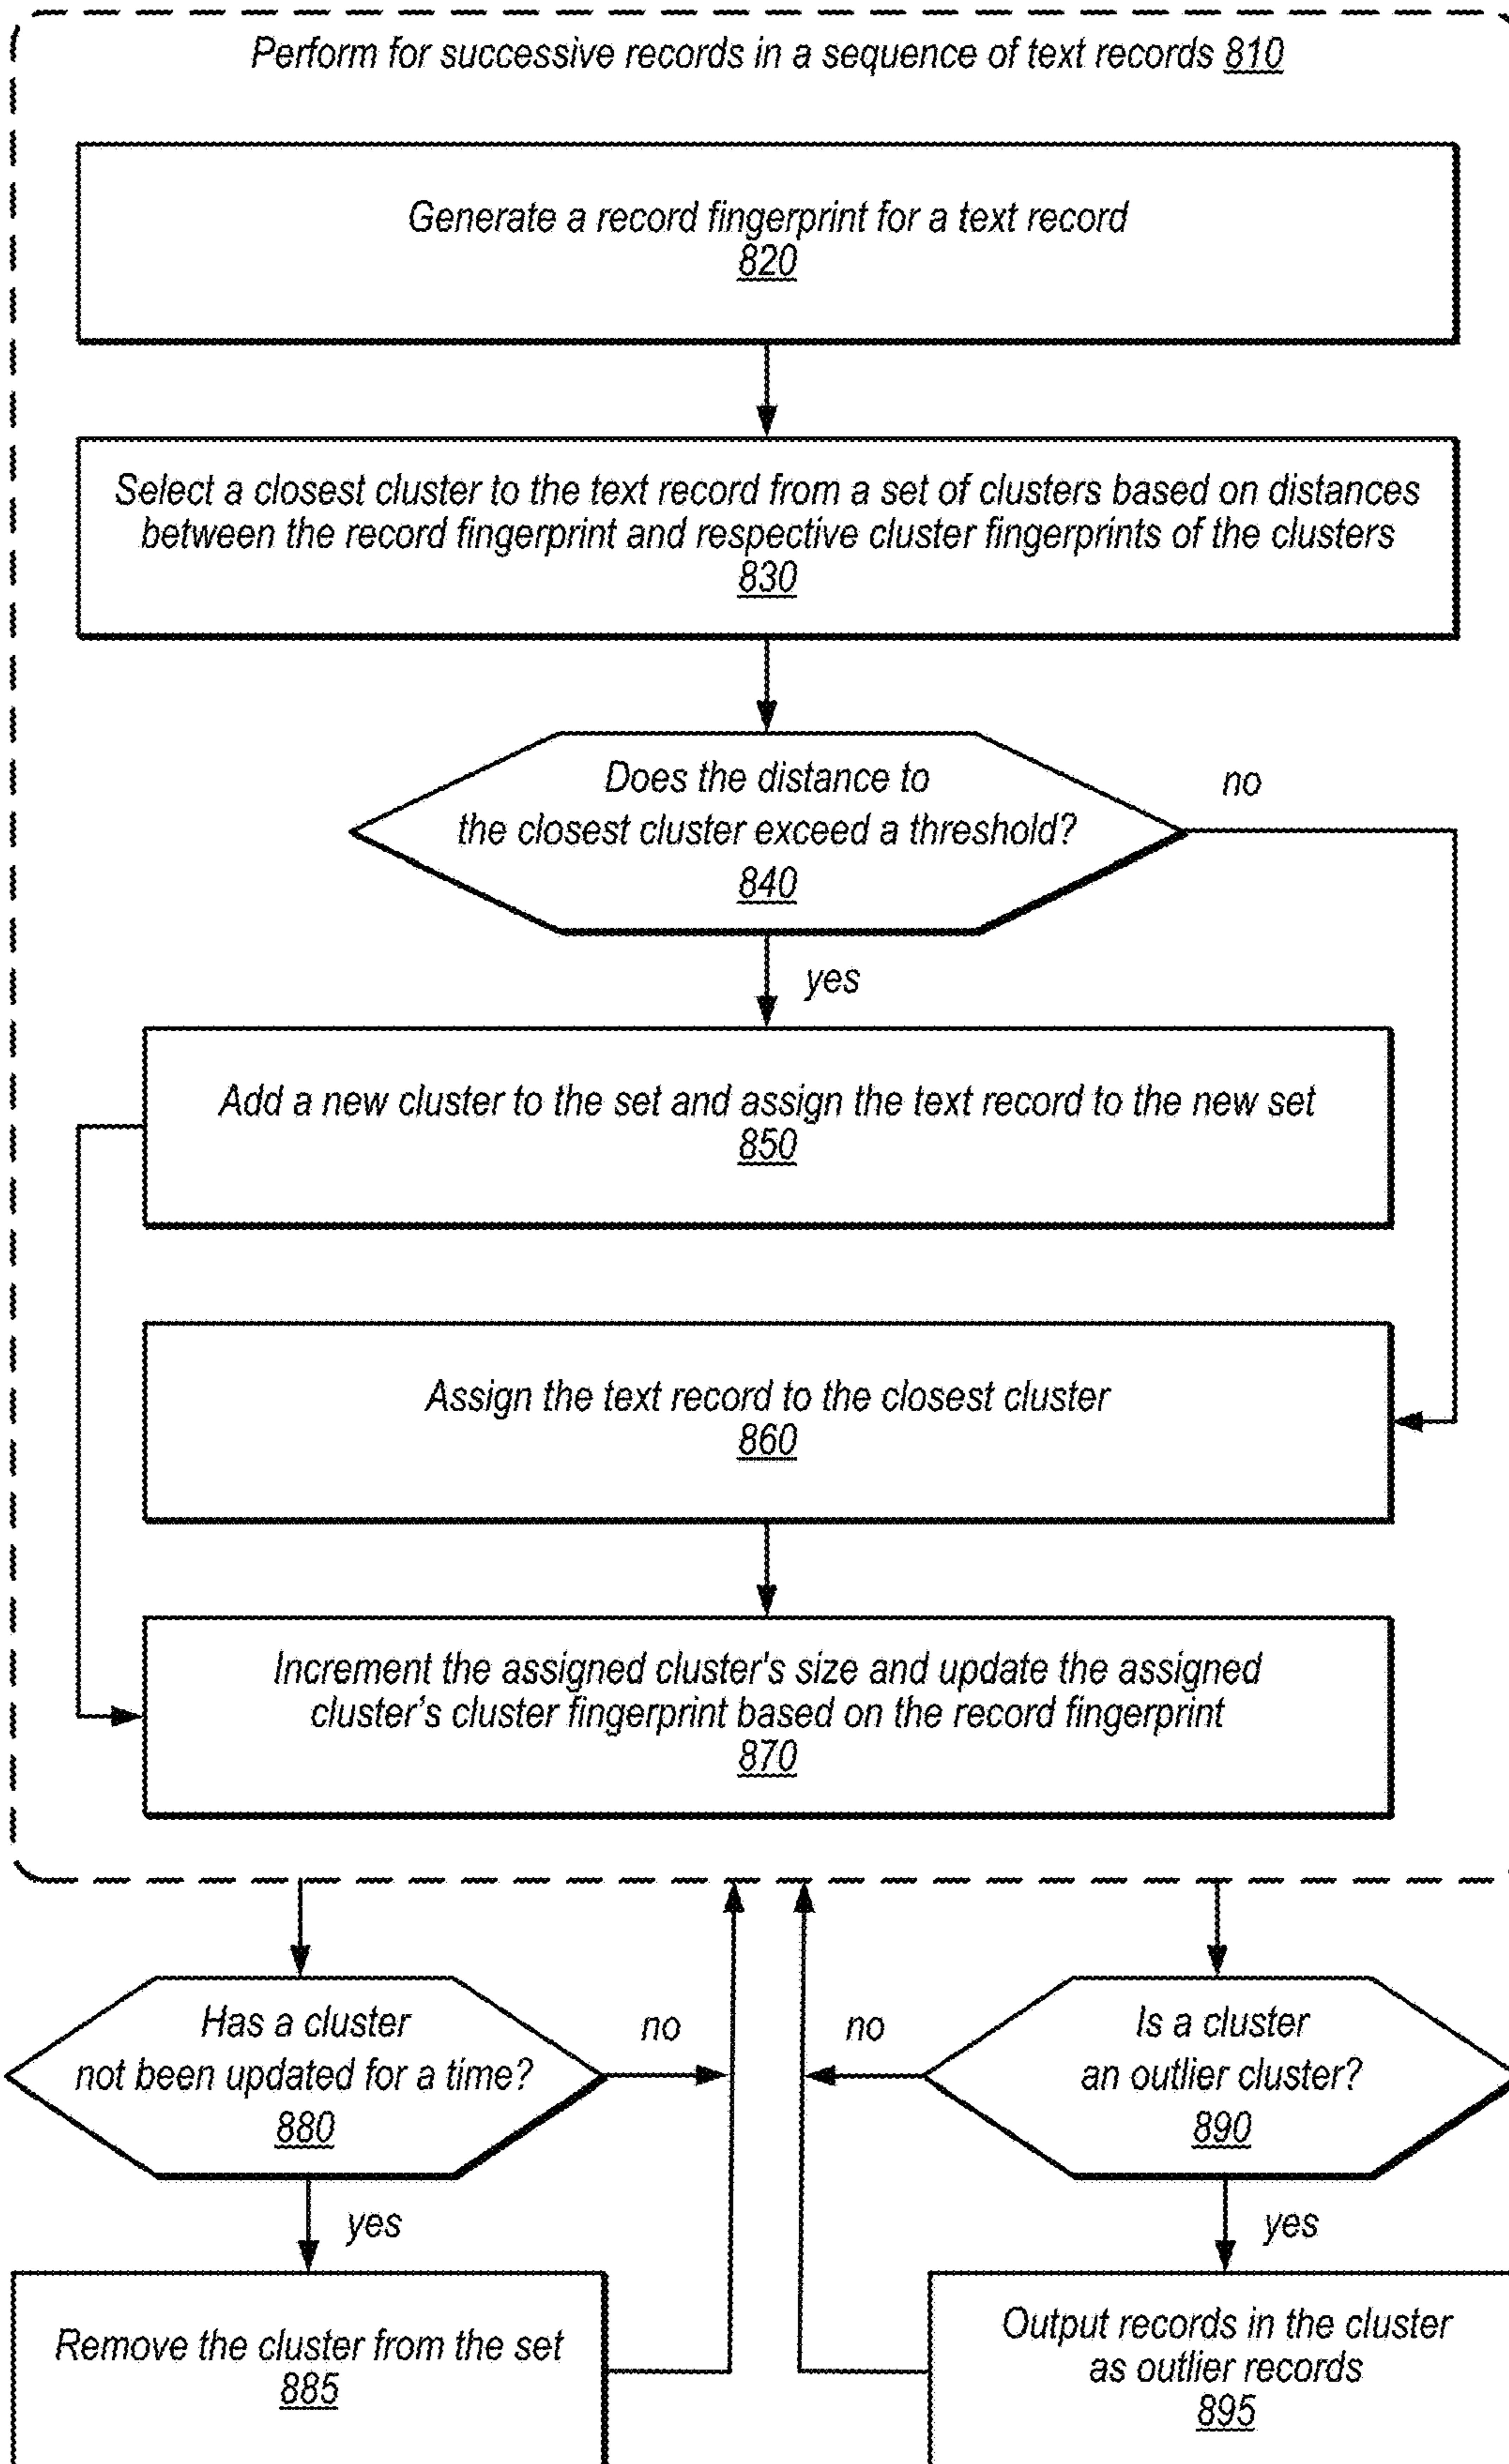 Perform for successive records in a sequence of text records 810
Generate a record fingerprint for a text record
820
Select a closest cluster to the text record from a set of clusters based on distances
between the record fingerprint and respective cluster fingerprints of the clusters
830
Does the distance to
the closest cluster exceed a threshold?
840
no
yes
Add a new cluster to the set and assign the text record to the new set
850
Assign the text record to the closest cluster
860
Increment the assigned cluster's size and update the assigned
cluster’s cluster fingerprint based on the record fingerprint
870
Has a cluster
not been updated for a time?
880
no
yes
Remove the cluster from the set
885
no
Is a cluster
an outlier cluster?
890
yes
Output records in the cluster
as outlier records
895